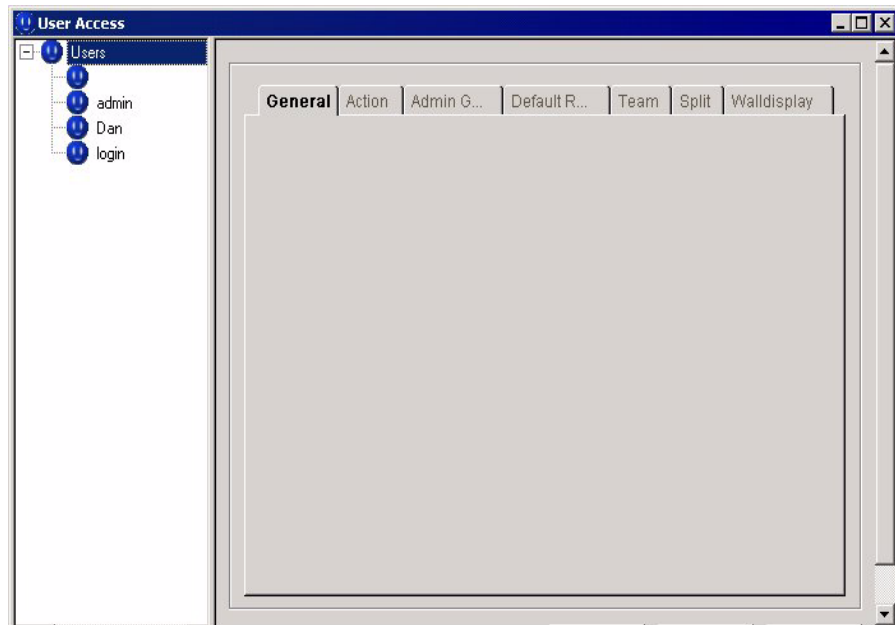 User Access
Users
admin
Dan
login
General Action Admin G... Default R... Team Split Walldisplay